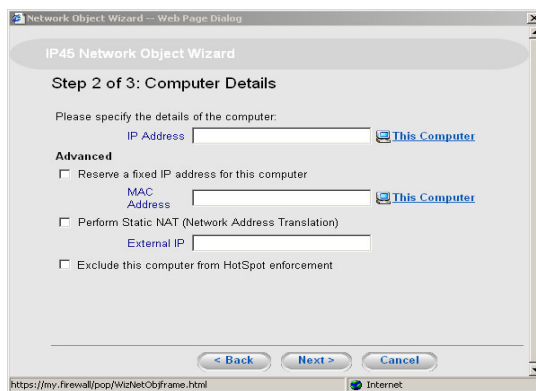 Network Object Wizard -- Web Page Dialog
IP45 Network Object Wizard
Step 2 of 3: Computer Details
Please specify the details of the computer:
IP Address This Computer
Advanced
Reserve a fixed IP address for this computer
MAC
Address This Computer
Perform Static NAT (Network Address Translation)
External IP
Exclude this computer from HotSpot enforcement
< Back Next > Cancel
https://my.firewall/pop/WizNetObjframe.html Internet